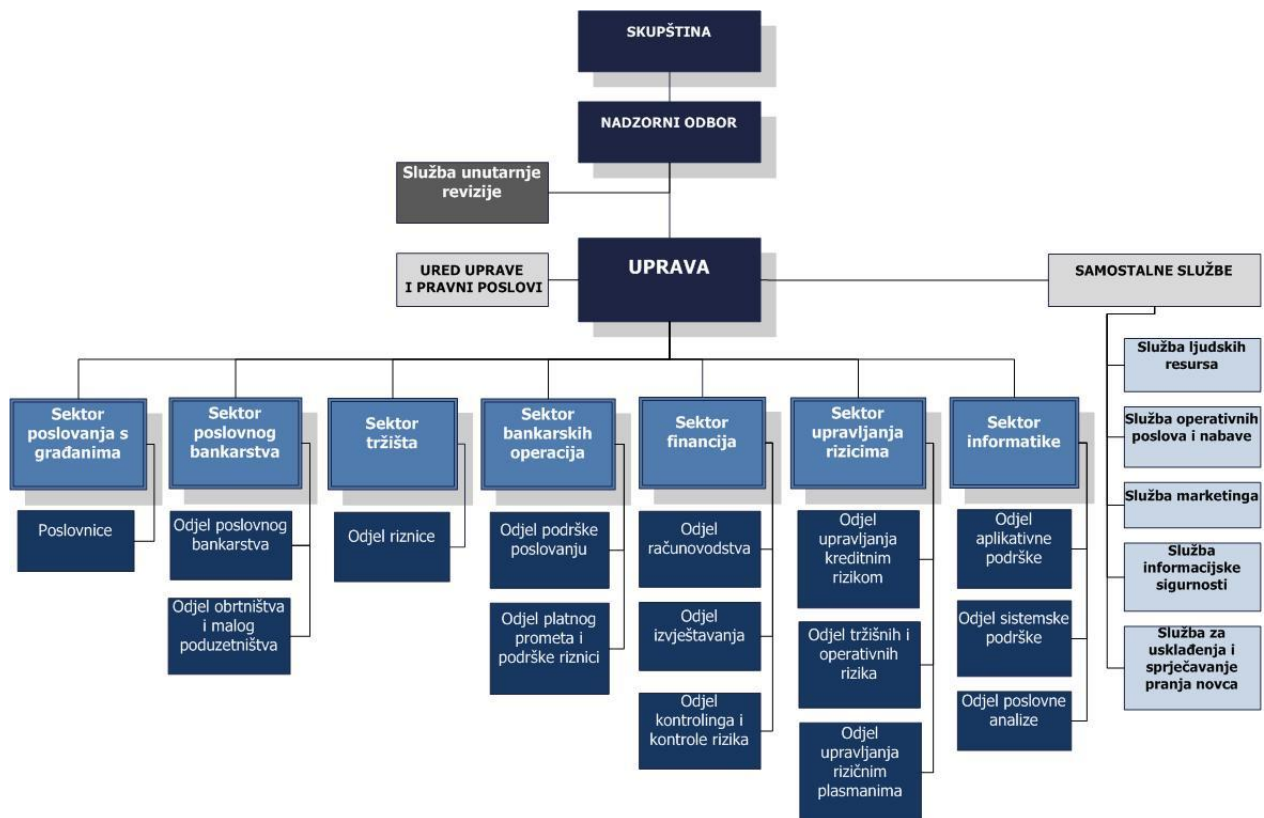 SKUPŠTINA
NADZORNI ODBOR
Služba unutarnje
revizije
URED UPRAVE
I PRAVNI POSLOVI
UPRAVA
SAMOSTALNE SLUŽBE
Služba ljudskih
resursa
Služba operativnih
poslova i nabave
Služba marketinga
Služba
informacijske
sigurnosti
Služba za
usklađenja i
sprječavanje
pranja novca
Sektor
poslovanja s
građanima
Poslovnice
Sektor
poslovnog
bankarstva
Odjel poslovnog
bankarstva
Odjel obrtništva
i malog
poduzetništva
Sektor
tržišta
Odjel riznice
Sektor
bankarskih
operacija
Odjel podrške
poslovanju
Odjel platnog
prometa i
podrške riznici
Sektor
financija
Odjel
računovodstva
Odjel
izvještavanja
Odjel
kontrolinga i
kontrole rizika
Sektor
upravljanja
rizicima
Odjel
upravljanja
kreditnim
rizikom
Odjel tržišnih i
operativnih
rizika
Odjel
upravljanja
rizičnim
plasmanima
Sektor
informatike
Odjel
aplikativne
podrške
Odjel sistemske
podrške
Odjel poslovne
analize